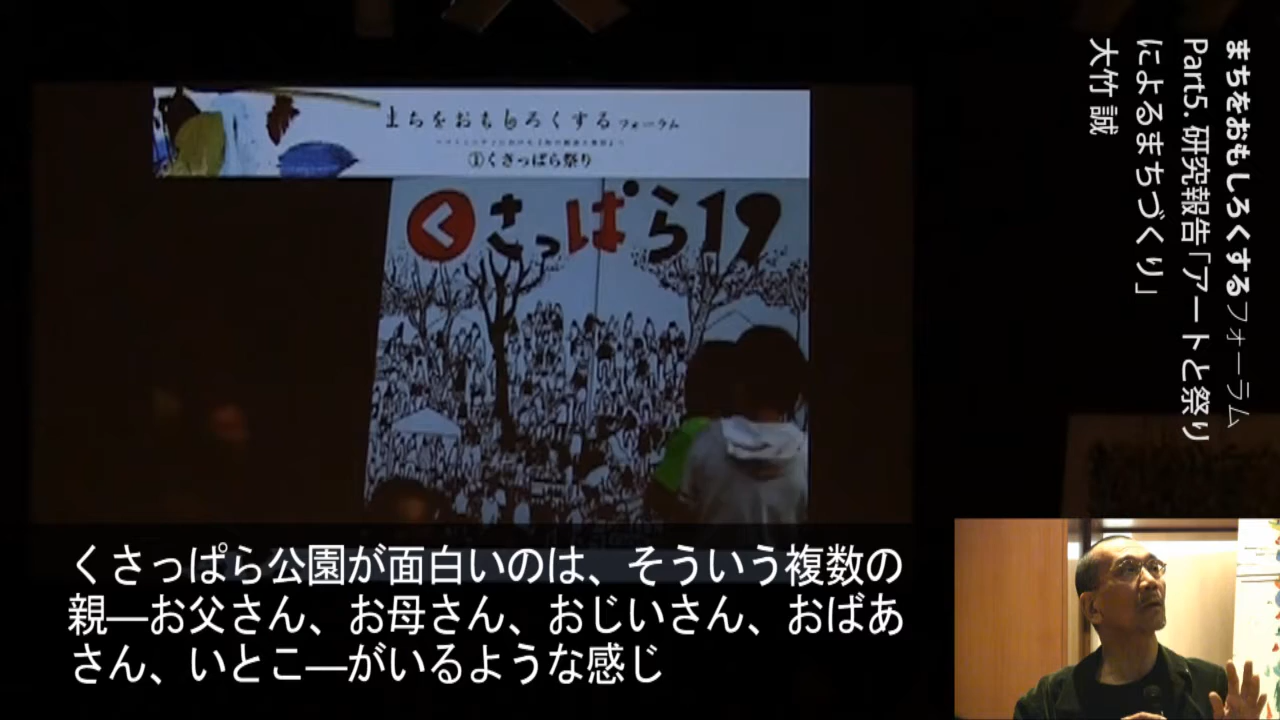 まちをおもしろくするフォーラム
Part5. 研究報告「アートと祭り
によるまちづくり」
大竹 誠
まちをおもしろくするフォーラム
①くさっぱら祭り
くさっぱら19
くさっぱら公園が面白いのは、そういう複数の
親―お父さん、お母さん、おじいさん、おばあ
さん、いとこ―がいるような感じ